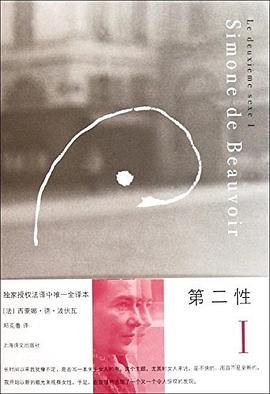 Le deuxième sexe I
Simone de Beauvoir
独家授权法译中唯一全译本
[法] 西蒙娜·德·波伏瓦
郑克鲁 译
上海译文出版社
第二性
I